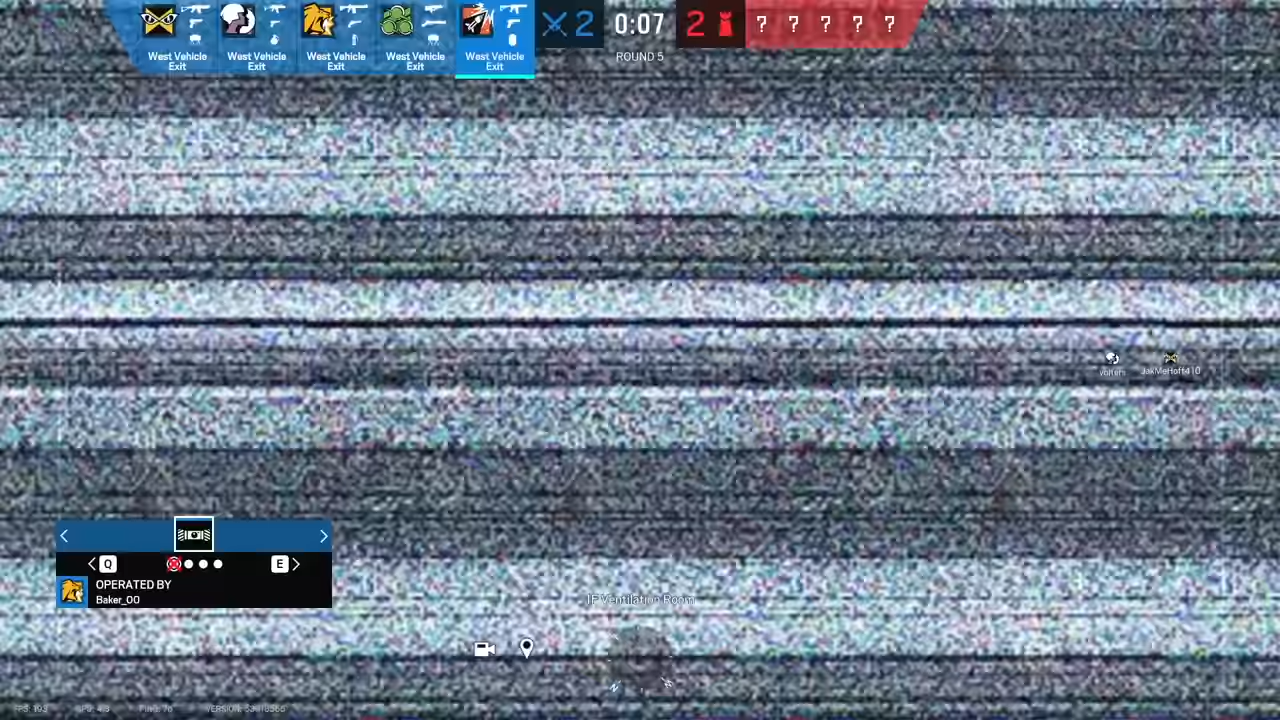 2 0:07 2 ? ? ? ? ?
ROUND 5
West Vehicle
Exit
West Vehicle
Exit
West Vehicle
Exit
West Vehicle
Exit
West Vehicle
Exit
JakMeHoff410
Q
E
OPERATED BY
Baker_00
1F Ventilation Room